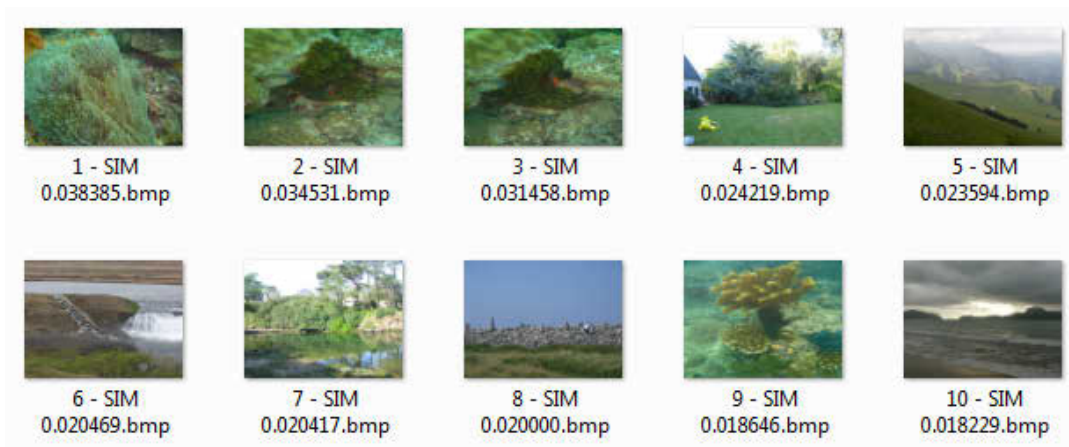 1 - SIM
0.038385.bmp
2 - SIM
0.034531.bmp
3 - SIM
0.031458.bmp
4 - SIM
0.024219.bmp
5 - SIM
0.023594.bmp
6 - SIM
0.020469.bmp
7 - SIM
0.020417.bmp
8 - SIM
0.020000.bmp
9 - SIM
0.018646.bmp
10 - SIM
0.018229.bmp